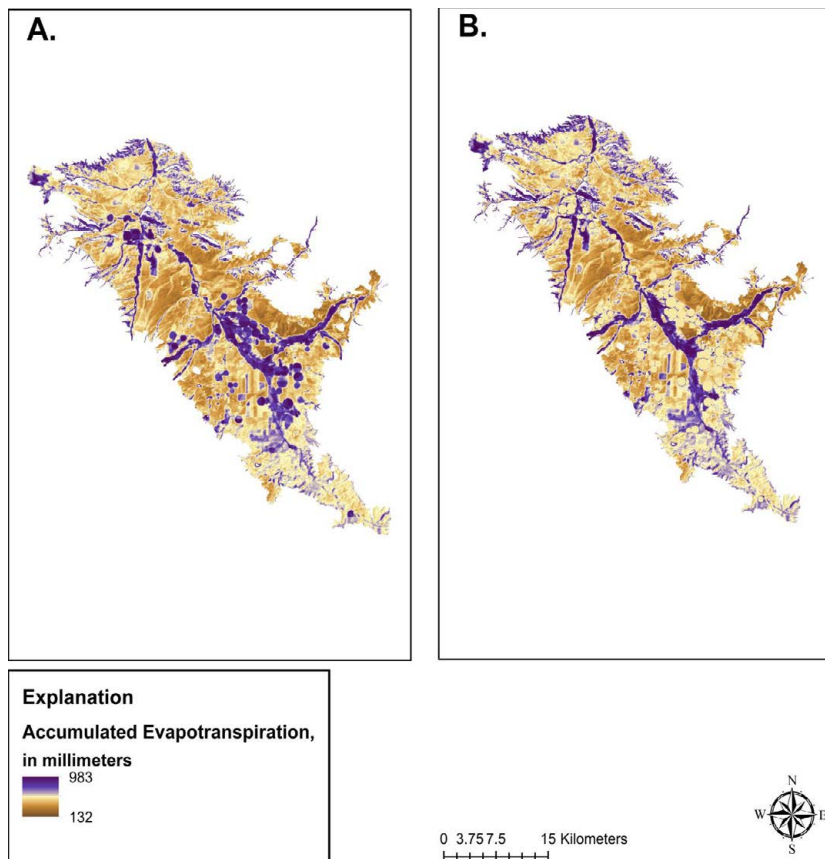 A.
B.
Explanation
Accumulated Evapotranspiration,
in millimeters
983
132
N
W E
S
0 3.75 7.5 15 Kilometers